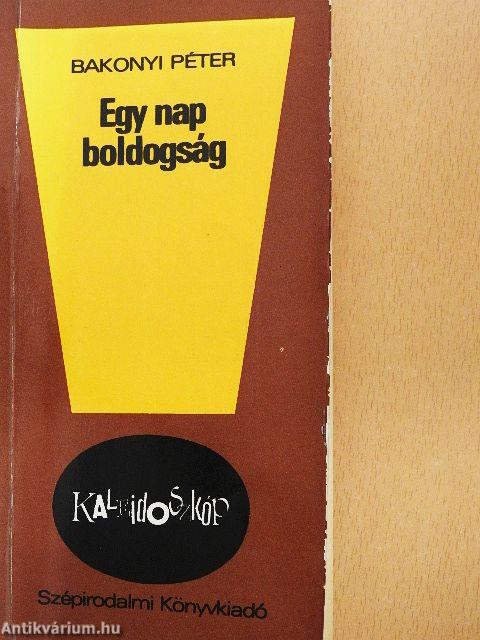 BAKONYI PÉTER
Egy nap
boldogság
KALEIDOSZKÓP
Szépirodalmi Könyvkiadó
Antikvárium.hu